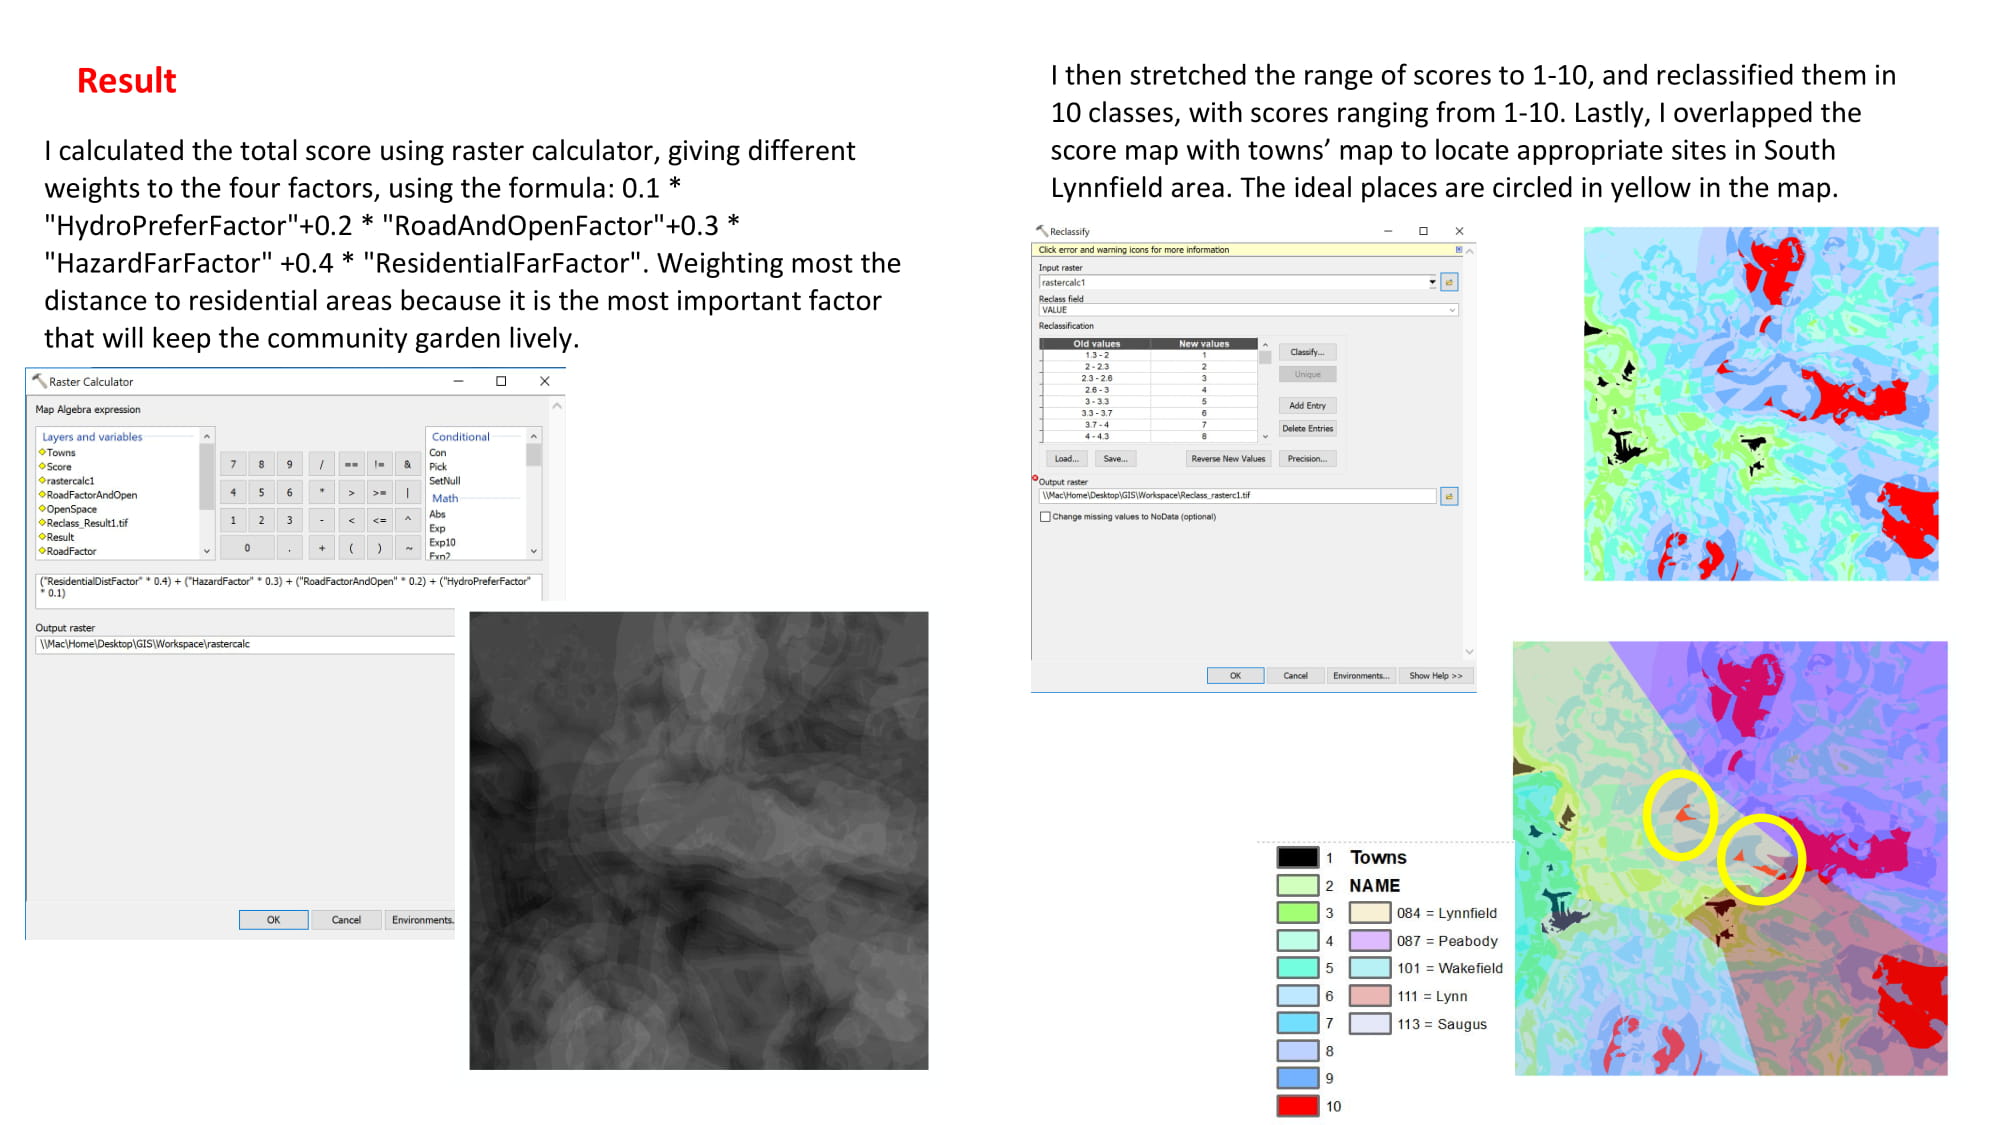 Result
I calculated the total score using raster calculator, giving different
weights to the four factors, using the formula: 0.1 *
"HydroPreferFactor"+0.2 * "RoadAndOpenFactor"+0.3 *
"HazardFarFactor" +0.4 * "ResidentialFarFactor". Weighting most the
distance to residential areas because it is the most important factor
that will keep the community garden lively.
Raster Calculator
Map Algebra expression
Layers and variables
Towns
Score
rastercalc1
RoadFactorAndOpen
OpenSpace
Reclass_Result1.tif
Result
RoadFactor
7 8 9 / == != &
4 5 6 * > >= |
1 2 3 - < <= ^
0 . + ( ) ~
Conditional
Con
Pick
SetNull
Math
Abs
Exp
Exp10
Exp2
("ResidentialDistFactor" * 0.4) + ("HazardFactor" * 0.3) + ("RoadFactorAndOpen" * 0.2) + ("HydroPreferFactor"
* 0.1)
Output raster
\\Mac\Home\Desktop\GIS\Workspace\rastercalc
OK Cancel Environments.
I then stretched the range of scores to 1-10, and reclassified them in
10 classes, with scores ranging from 1-10. Lastly, I overlapped the
score map with towns’ map to locate appropriate sites in South
Lynnfield area. The ideal places are circled in yellow in the map.
Reclassify
Click error and warning icons for more information
Input raster
rastercalc1
Reclass field
VALUE
Reclassification
Old values New values
1.3 - 2 1
2 - 2.3 2
2.3 - 2.6 3
2.6 - 3 4
3 - 3.3 5
3.3 - 3.7 6
3.7 - 4 7
4 - 4.3 8
Classify...
Unique
Add Entry
Delete Entries
Load... Save... Reverse New Values Precision...
Output raster
\\Mac\Home\Desktop\GIS\Workspace\Reclass_rasterc1.tif
Change missing values to NoData (optional)
OK Cancel Environments... Show Help >>
1
2
3
4
5
6
7
8
9
10
Towns
NAME
084 = Lynnfield
087 = Peabody
101 = Wakefield
111 = Lynn
113 = Saugus